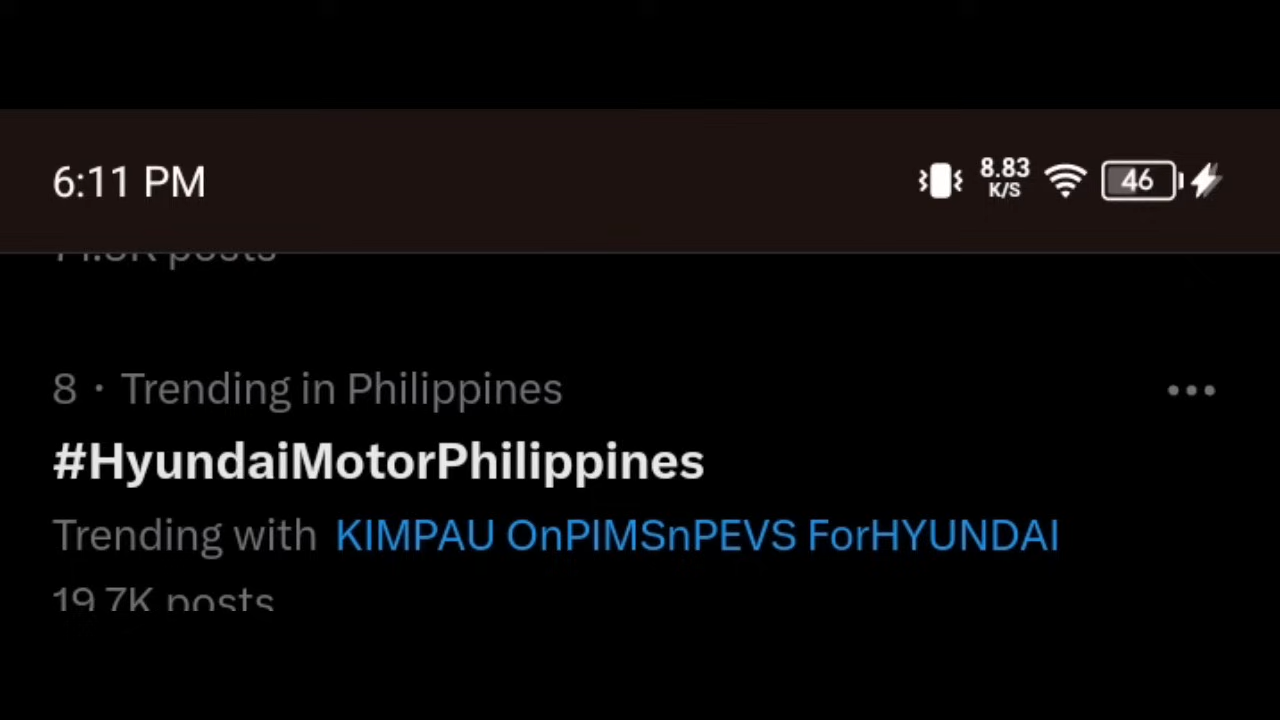 6:11 PM
8.83
K/S
46
posts
8 · Trending in Philippines
#HyundaiMotorPhilippines
Trending with KIMPAU OnPIMSnPEVS ForHYUNDAI
19.7K posts